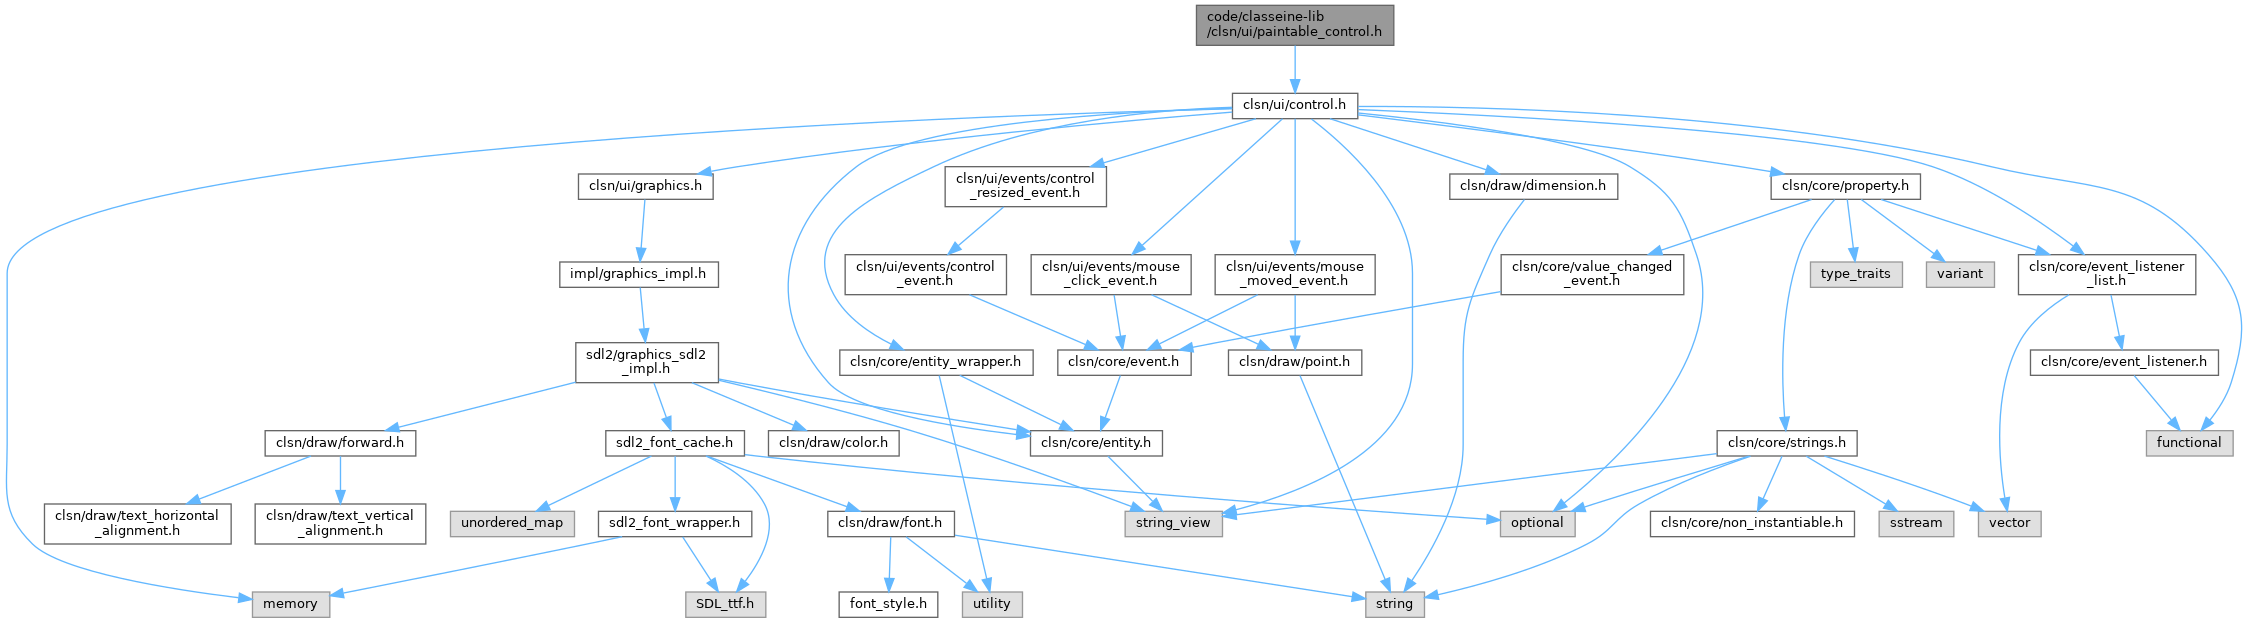 code/classeine-lib
/clsn/ui/paintable_control.h
clsn/ui/control.h
clsn/ui/graphics.h
clsn/ui/events/control
_resized_event.h
clsn/draw/dimension.h
clsn/core/property.h
clsn/ui/events/control
_event.h
clsn/ui/events/mouse
_click_event.h
clsn/ui/events/mouse
_moved_event.h
clsn/core/value_changed
_event.h
type_traits
variant
clsn/core/event_listener
_list.h
impl/graphics_impl.h
sdl2/graphics_sdl2
_impl.h
clsn/core/entity_wrapper.h
clsn/core/event.h
clsn/draw/point.h
clsn/core/event_listener.h
clsn/draw/forward.h
sdl2_font_cache.h
clsn/draw/color.h
clsn/core/entity.h
clsn/core/strings.h
functional
clsn/draw/text_horizontal
_alignment.h
clsn/draw/text_vertical
_alignment.h
unordered_map
sdl2_font_wrapper.h
clsn/draw/font.h
string_view
optional
clsn/core/non_instantiable.h
sstream
vector
memory
SDL_ttf.h
font_style.h
utility
string